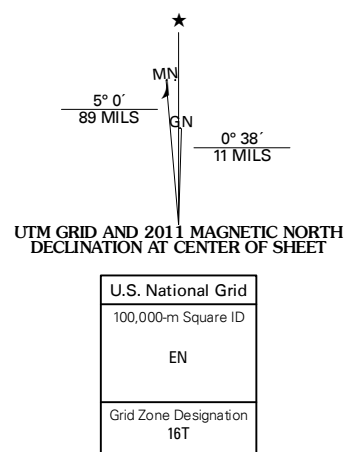 ★
MN
5° 0´
89 MILS
GN
0° 38´
11 MILS
UTM GRID AND 2011 MAGNETIC NORTH
DECLINATION AT CENTER OF SHEET
U.S. National Grid
100,000-m Square ID
EN
Grid Zone Designation
16T